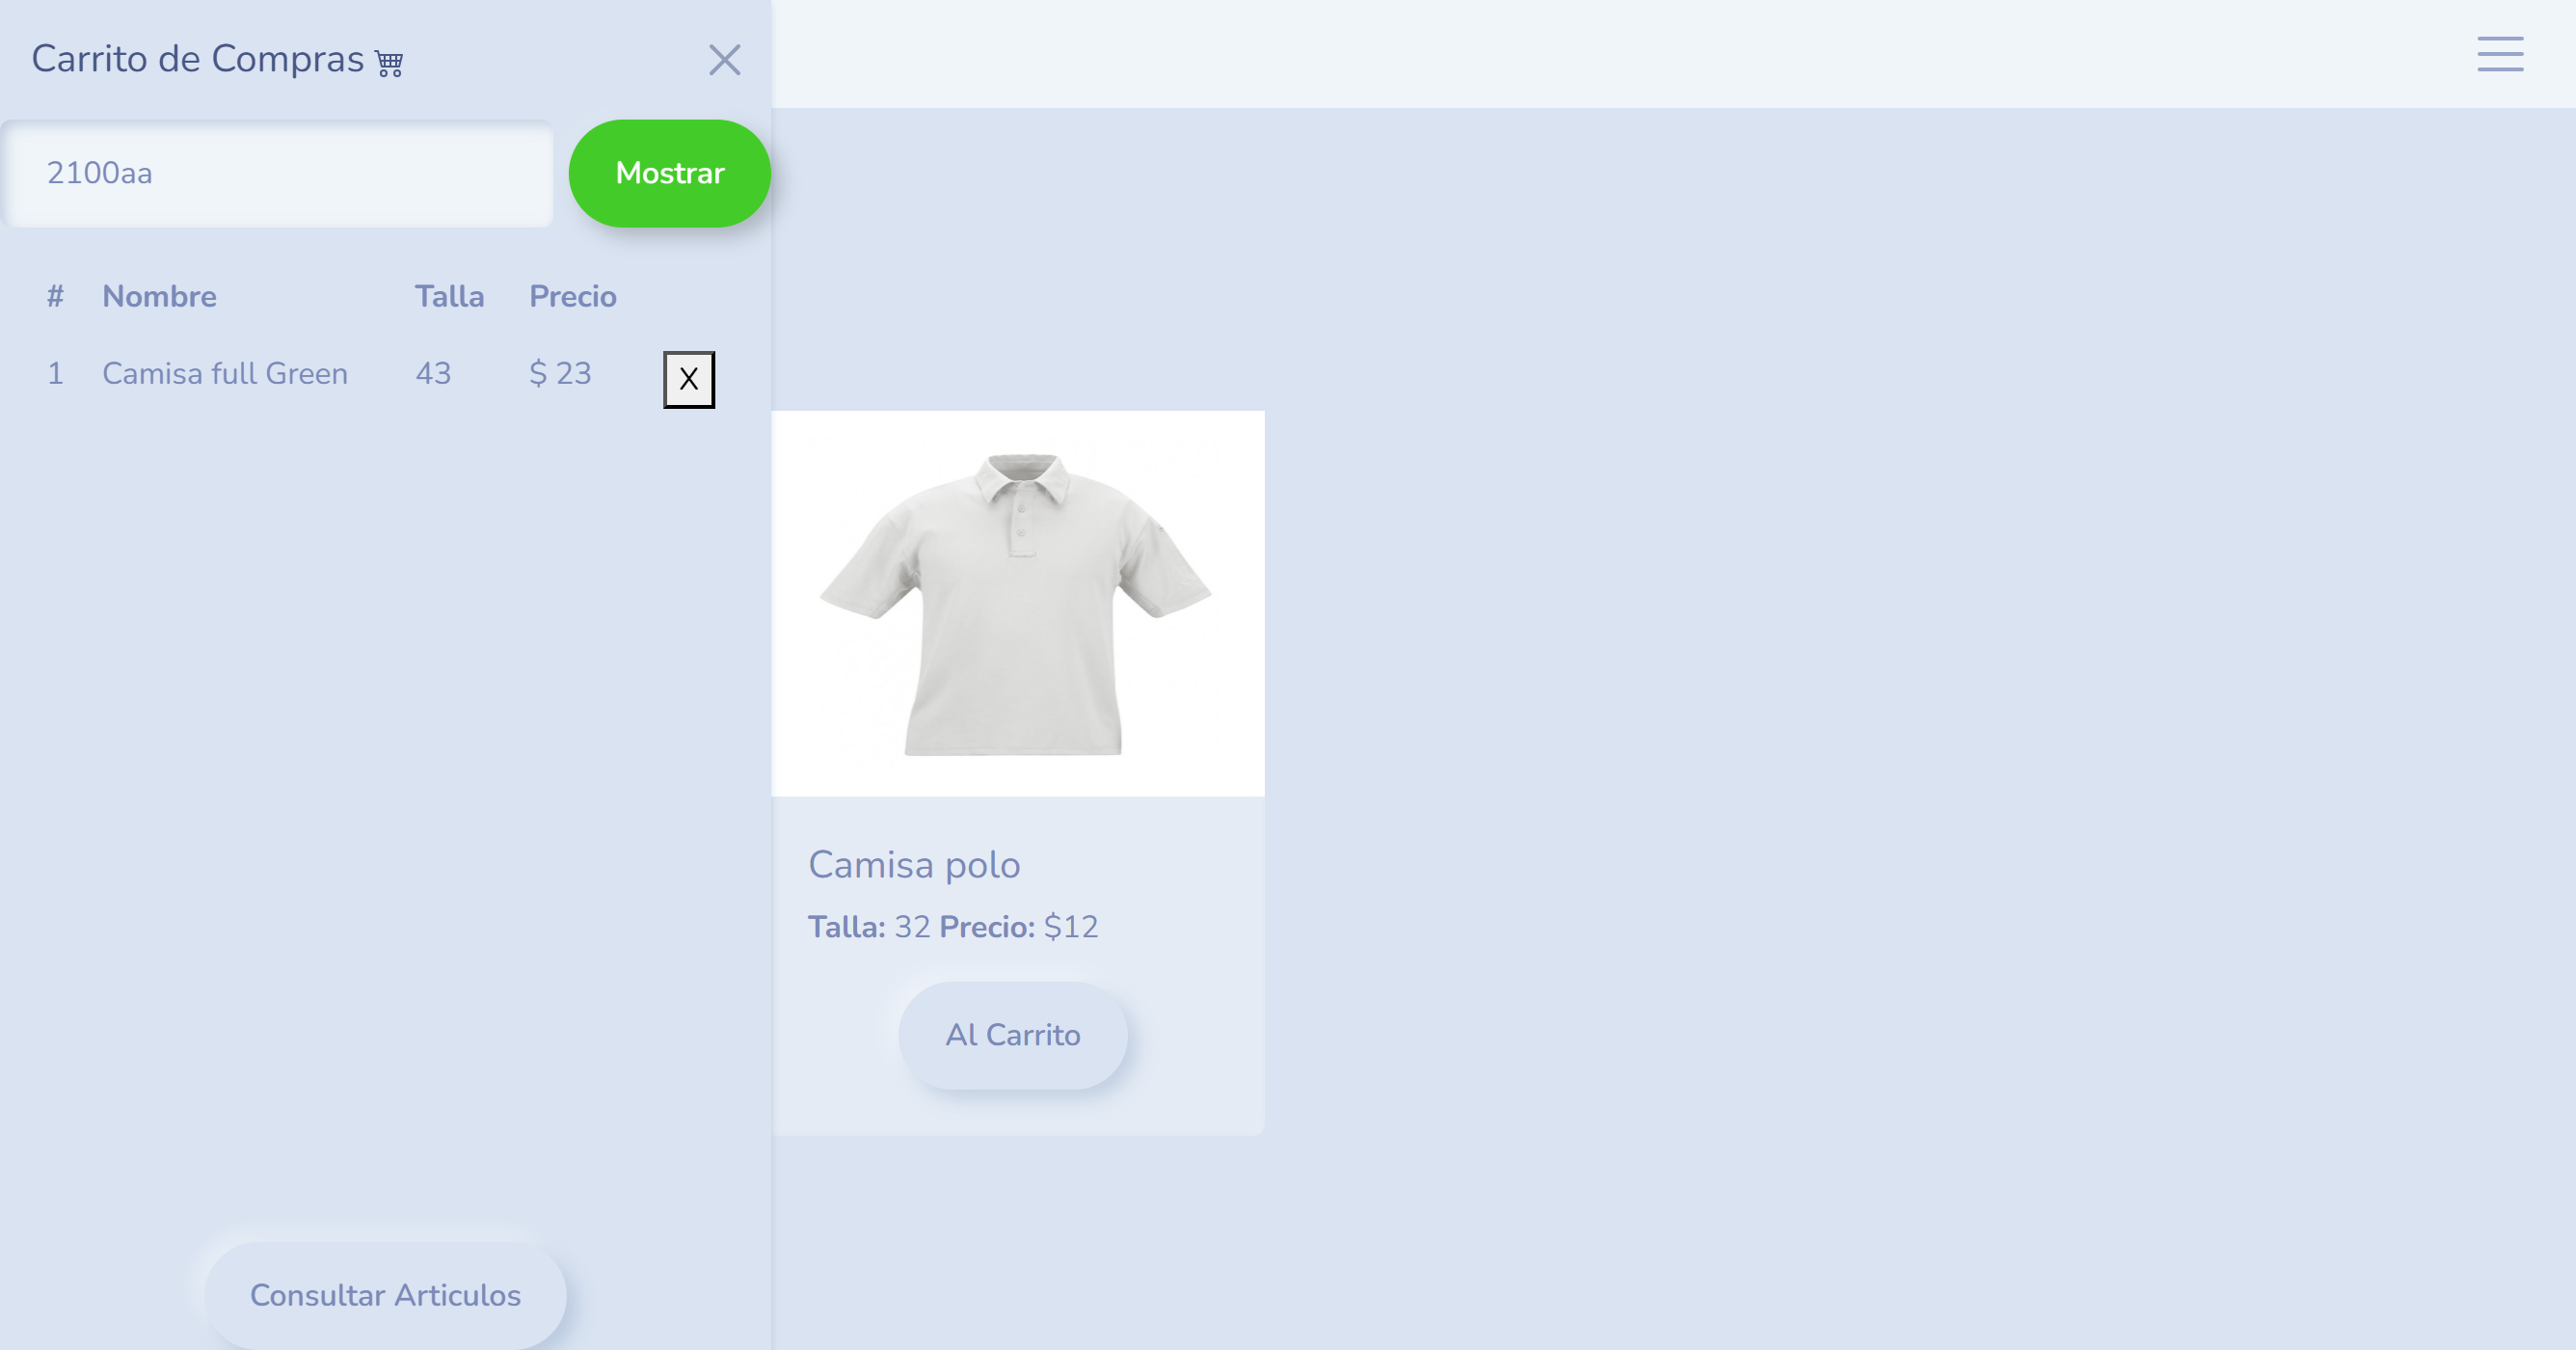 Carrito de Compras
2100aa
Mostrar
# Nombre Talla Precio
1 Camisa full Green 43 $ 23 X
Camisa polo
Talla: 32 Precio: $12
Al Carrito
Consultar Articulos